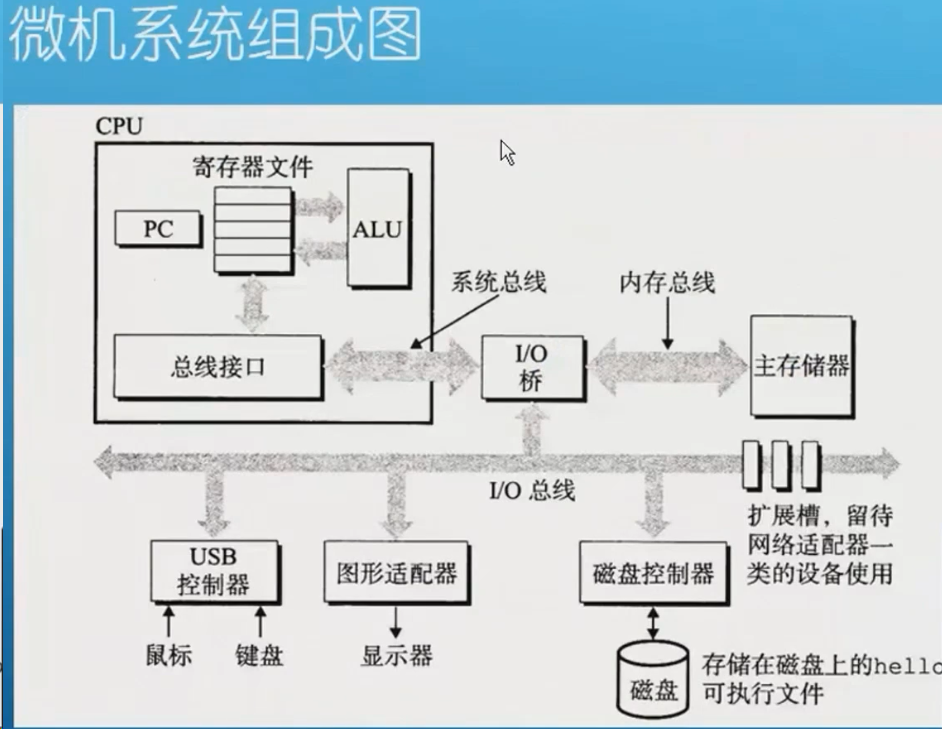 微机系统组成图
CPU
寄存器文件
PC
ALU
系统总线
内存总线
总线接口
I/O
桥
主存储器
I/O 总线
扩展槽，留待
网络适配器一
类的设备使用
USB
控制器
图形适配器
磁盘控制器
鼠标
键盘
显示器
磁盘
存储在磁盘上的hello
可执行文件